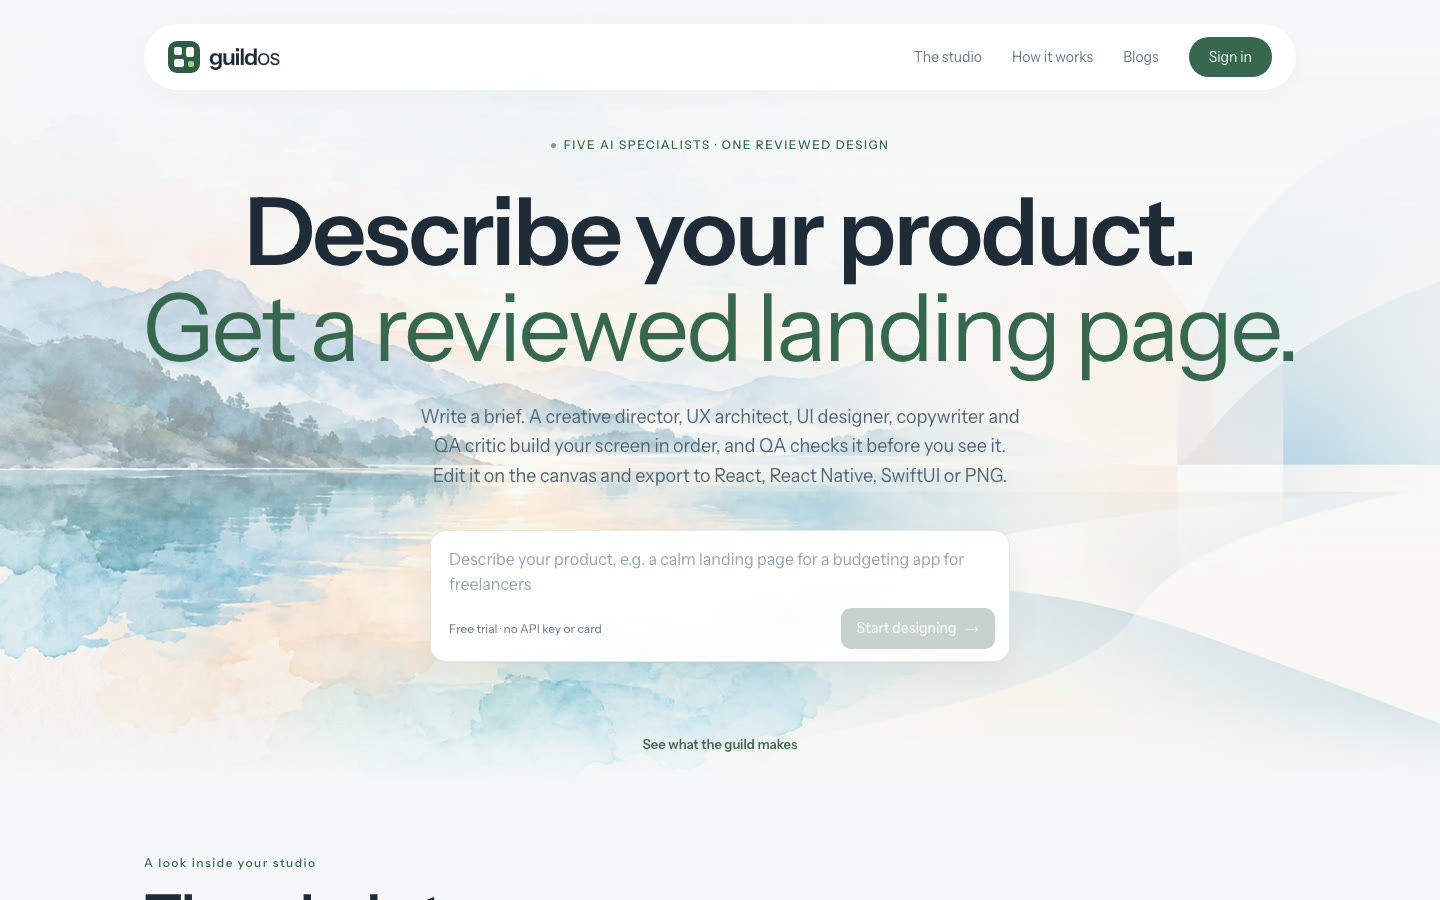 guildos
The studio
How it works
Blogs
Sign in
FIVE AI SPECIALISTS · ONE REVIEWED DESIGN
Describe your product.
Get a reviewed landing page.
Write a brief. A creative director, UX architect, UI designer, copywriter and
QA critic build your screen in order, and QA checks it before you see it.
Edit it on the canvas and export to React, React Native, SwiftUI or PNG.
Describe your product, e.g. a calm landing page for a budgeting app for
freelancers
Free trial · no API key or card
Start designing →
See what the guild makes
A look inside your studio